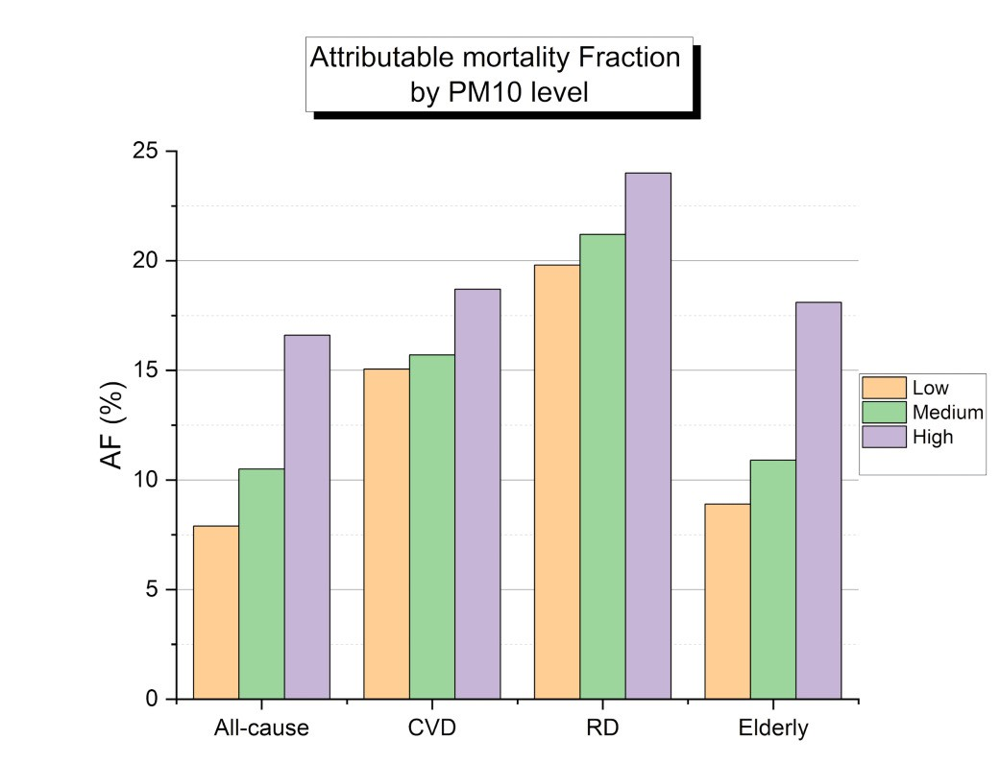 Attributable mortality Fraction
by PM10 level
25
20
15
10
5
0
AF (%)
All-cause
CVD
RD
Elderly
Low
Medium
High